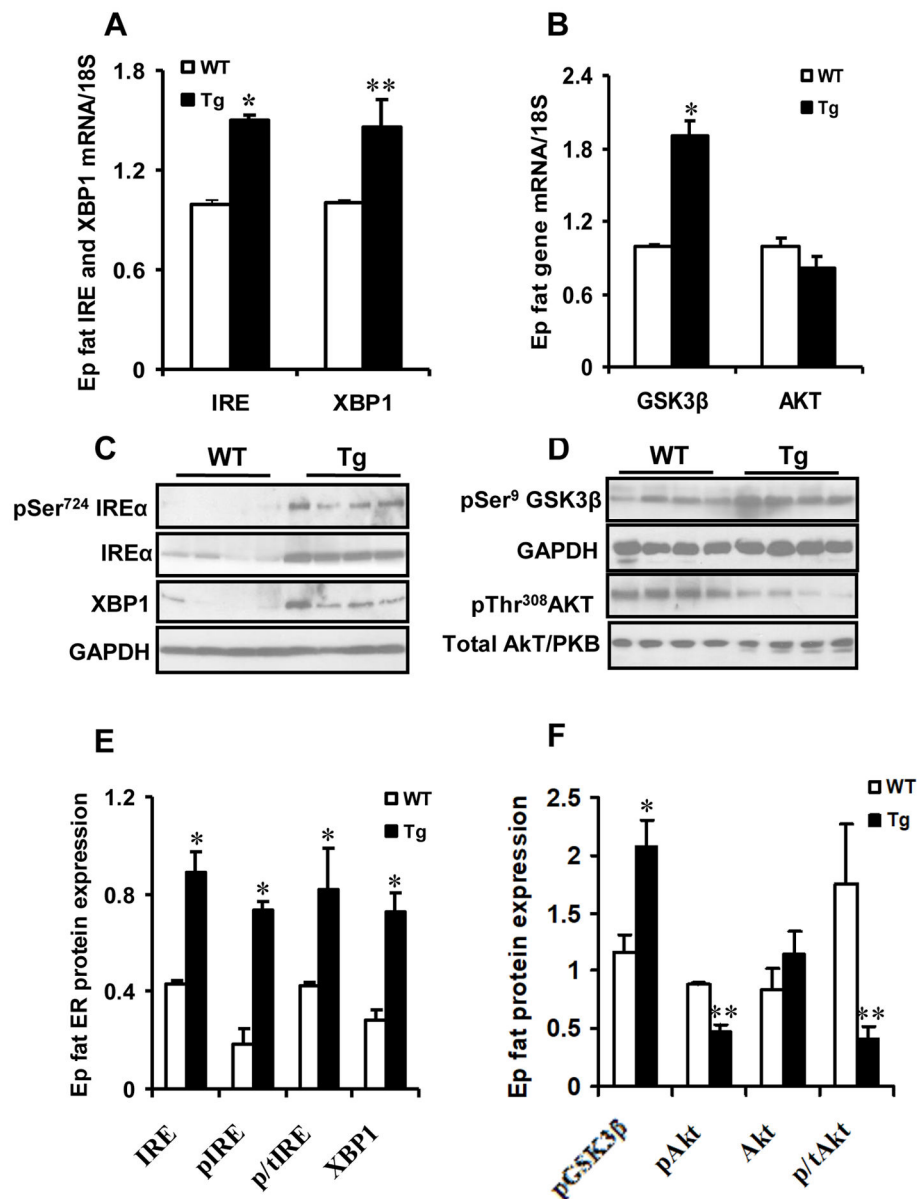 A
Ep fat IRE and XBP1 mRNA/18S
1.8
1.2
0.6
0
WT
Tg
*
**
IRE
XBP1
B
Ep fat gene mRNA/18S
2.4
1.8
1.2
0.6
0
WT
Tg
*
GSK3β
AKT
C
WT
Tg
pSer⁷²⁴ IREα
IREα
XBP1
GAPDH
D
WT
Tg
pSer⁹ GSK3β
GAPDH
pThr³⁰⁸AKT
Total AkT/PKB
E
Ep fat ER protein expression
1.2
0.8
0.4
0
WT
Tg
*
*
*
*
IRE
pIRE
p/tIRE
XBP1
F
Ep fat protein expression
2.5
2
1.5
1
0.5
0
WT
Tg
*
**
**
pGSK3β
pAkt
Akt
p/tAkt